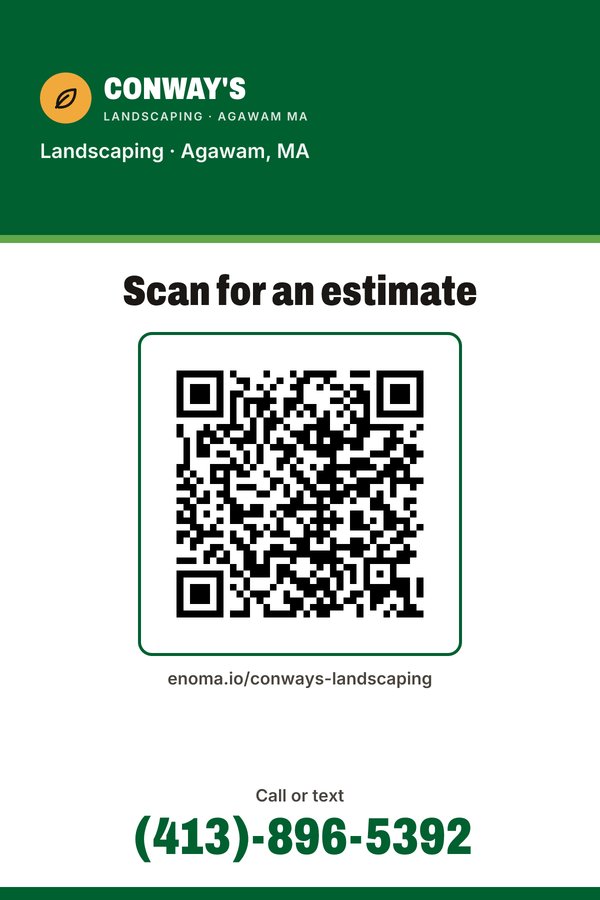 CONWAY'S
LANDSCAPING · AGAWAM MA
Landscaping · Agawam, MA
Scan for an estimate
enoma.io/conways-landscaping
Call or text
(413)-896-5392